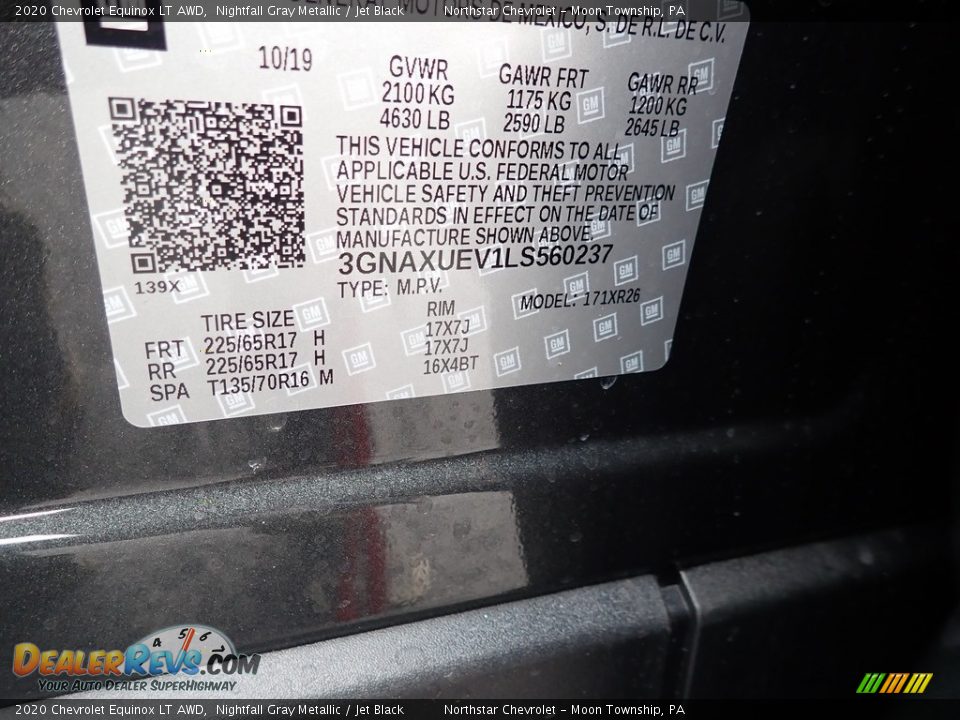 2020 Chevrolet Equinox LT AWD, Nightfall Gray Metallic / Jet Black Northstar Chevrolet - Moon Township, PA
GENERAL MOTORS DE MEXICO, S. DE R.L. DE C.V.
10/19
GVWR GAWR FRT GAWR RR
2100 KG 1175 KG 1200 KG
4630 LB 2590 LB 2645 LB
THIS VEHICLE CONFORMS TO ALL
APPLICABLE U.S. FEDERAL MOTOR
VEHICLE SAFETY AND THEFT PREVENTION
STANDARDS IN EFFECT ON THE DATE OF
MANUFACTURE SHOWN ABOVE.
3GNAXUEV1LS560237
139X
TYPE: M.P.V. MODEL: 171XR26
TIRE SIZE RIM
FRT 225/65R17 H 17X7J
RR 225/65R17 H 17X7J
SPA T135/70R16 M 16X4BT
4 5 6
DEALERREVS.COM
YOUR AUTO DEALER SUPERHIGHWAY
2020 Chevrolet Equinox LT AWD, Nightfall Gray Metallic / Jet Black Northstar Chevrolet - Moon Township, PA